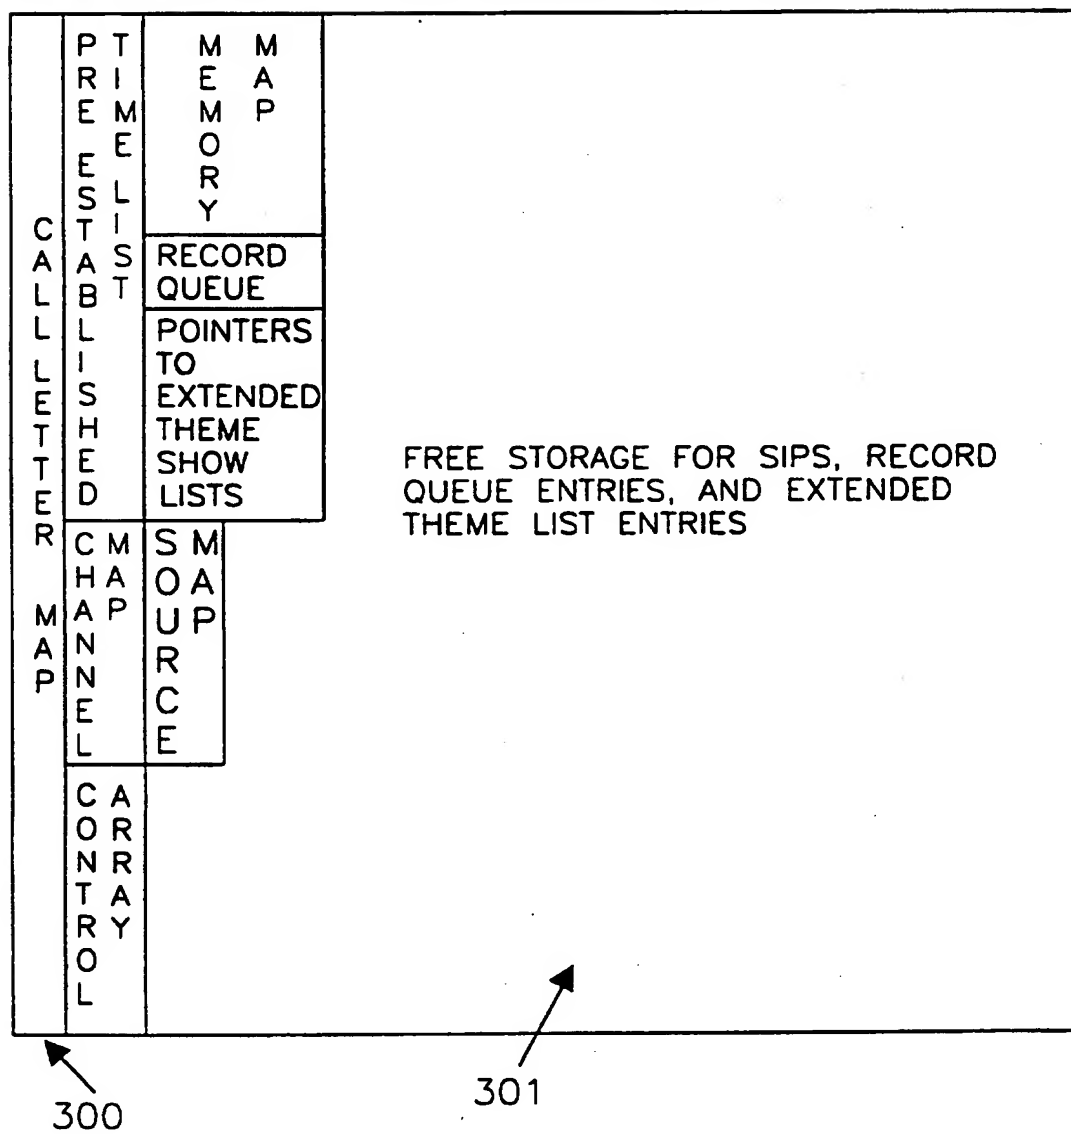 CALL LETTER MAP
PRE ESTABLISHED
TIME LIST
MEMORY
MAP
RECORD
QUEUE
POINTERS
TO
EXTENDED
THEME
SHOW
LISTS
CHANNEL
MAP
SOURCE
MAP
CONTROL
ARRAY
FREE STORAGE FOR SIPS, RECORD
QUEUE ENTRIES, AND EXTENDED
THEME LIST ENTRIES
300
301